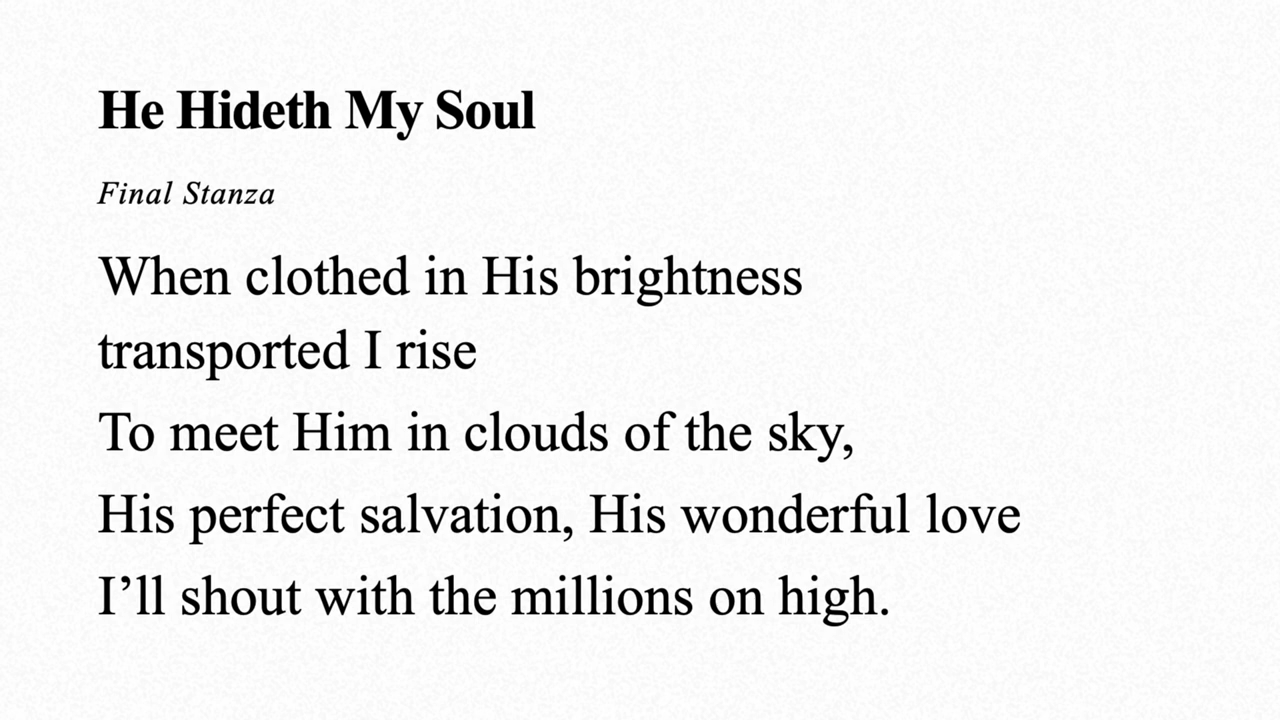 He Hideth My Soul
Final Stanza
When clothed in His brightness
transported I rise
To meet Him in clouds of the sky,
His perfect salvation, His wonderful love
I’ll shout with the millions on high.